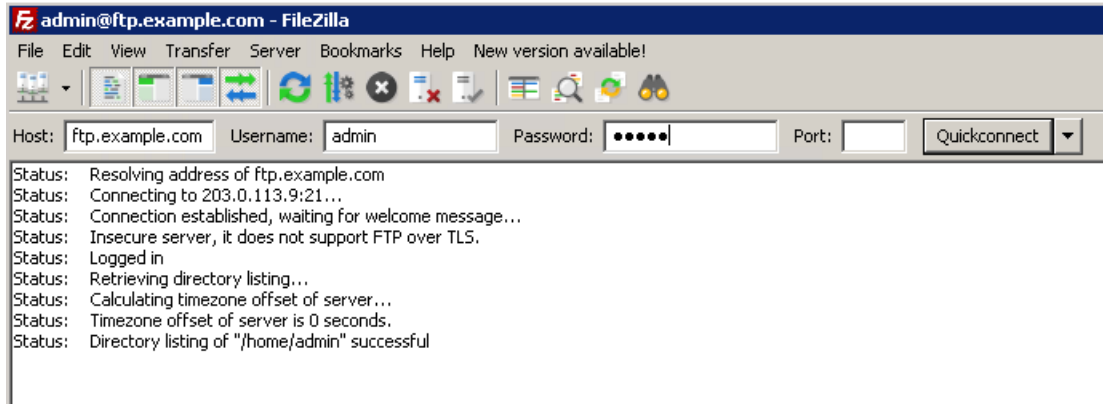 admin@ftp.example.com - FileZilla
File Edit View Transfer Server Bookmarks Help New version available!
Host: ftp.example.com Username: admin Password: ●●●●● Port: Quickconnect
Status: Resolving address of ftp.example.com
Status: Connecting to 203.0.113.9:21...
Status: Connection established, waiting for welcome message...
Status: Insecure server, it does not support FTP over TLS.
Status: Logged in
Status: Retrieving directory listing...
Status: Calculating timezone offset of server...
Status: Timezone offset of server is 0 seconds.
Status: Directory listing of "/home/admin" successful